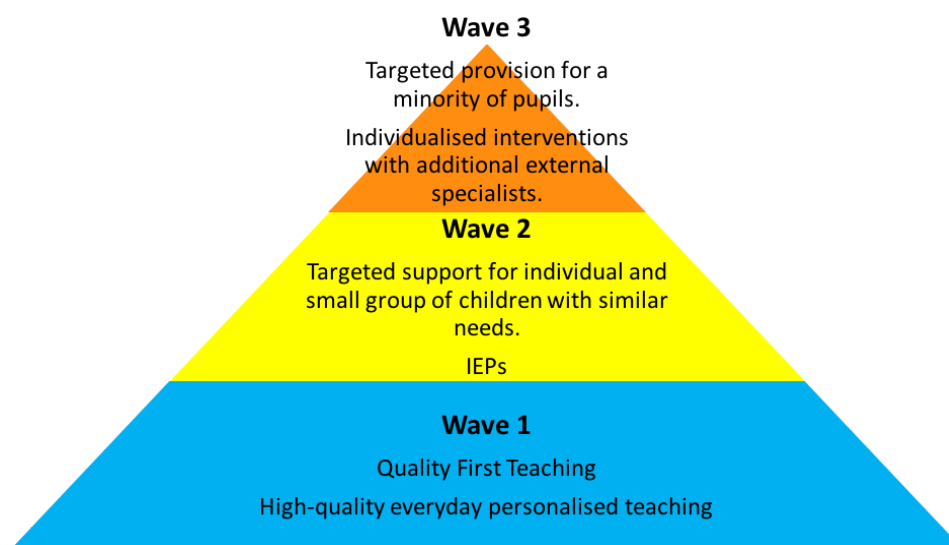 Wave 3
Targeted provision for a
minority of pupils.
Individualised interventions
with additional external
specialists.
Wave 2
Targeted support for individual and
small group of children with similar
needs.
IEPs
Wave 1
Quality First Teaching
High-quality everyday personalised teaching